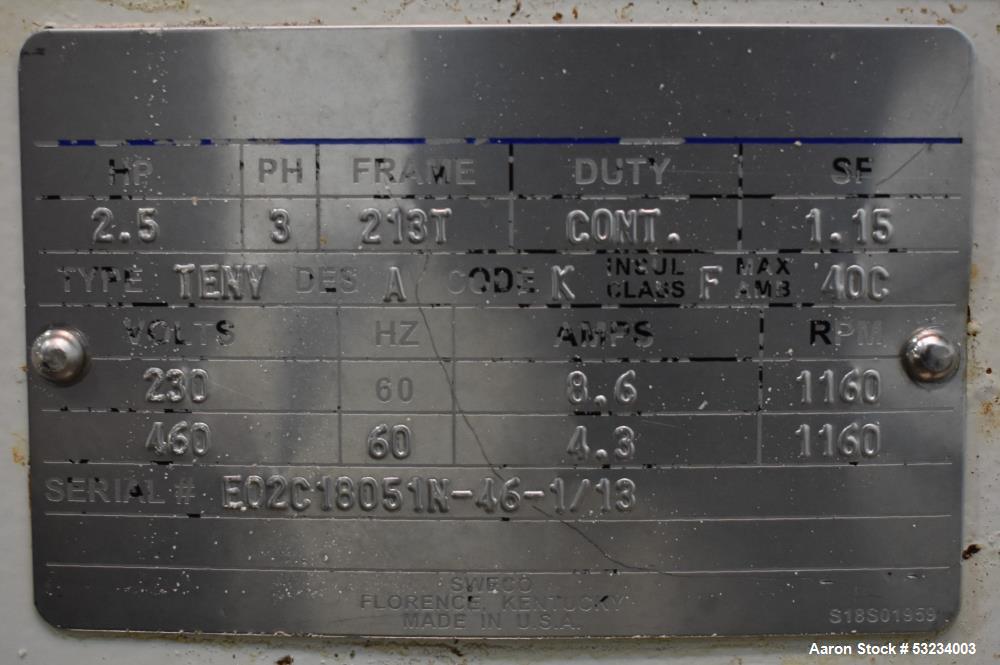 HP PH FRAME DUTY SF
2.5 3 213T CONT. 1.15
TYPE TENV DES A CODE K INSUL CLASS F MAX AMB 40C
VOLTS HZ AMPS RPM
230 60 8.6 1160
460 60 4.3 1160
SERIAL # E02C18051N-46-1/13
SWECO
FLORENCE, KENTUCKY
MADE IN U.S.A.
S18S01959
Aaron Stock # 53234003